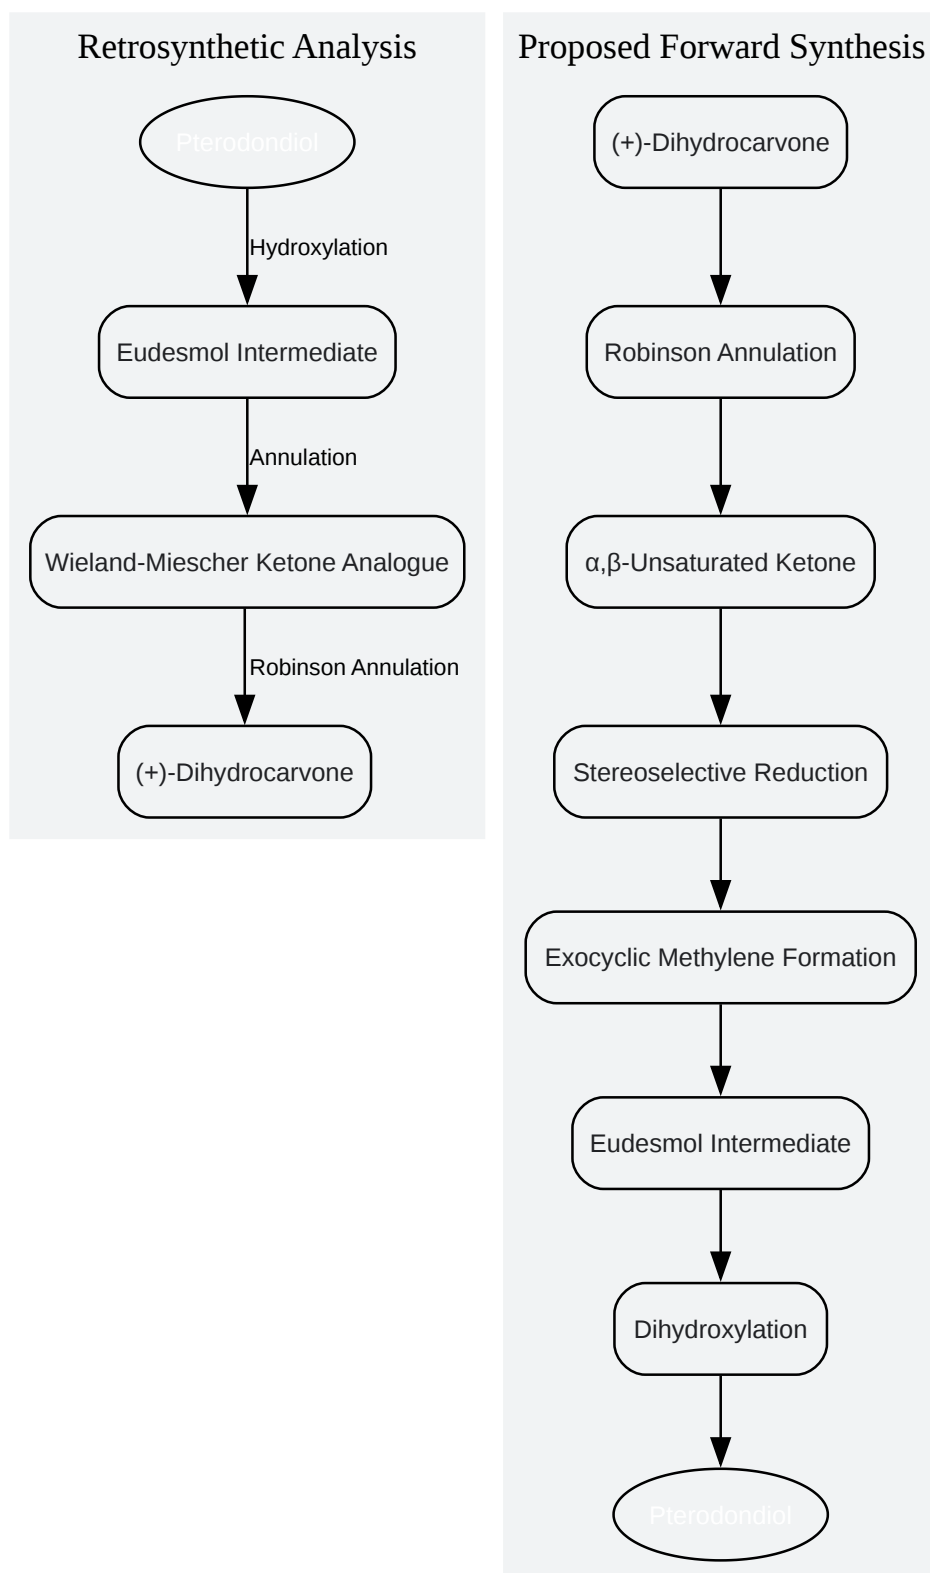 Retrosynthetic Analysis
Pterodondiol
Hydroxylation
Eudesmol Intermediate
Annulation
Wieland-Miescher Ketone Analogue
Robinson Annulation
(+)-Dihydrocarvone
Proposed Forward Synthesis
(+)-Dihydrocarvone
Robinson Annulation
α,β-Unsaturated Ketone
Stereoselective Reduction
Exocyclic Methylene Formation
Eudesmol Intermediate
Dihydroxylation
Pterodondiol